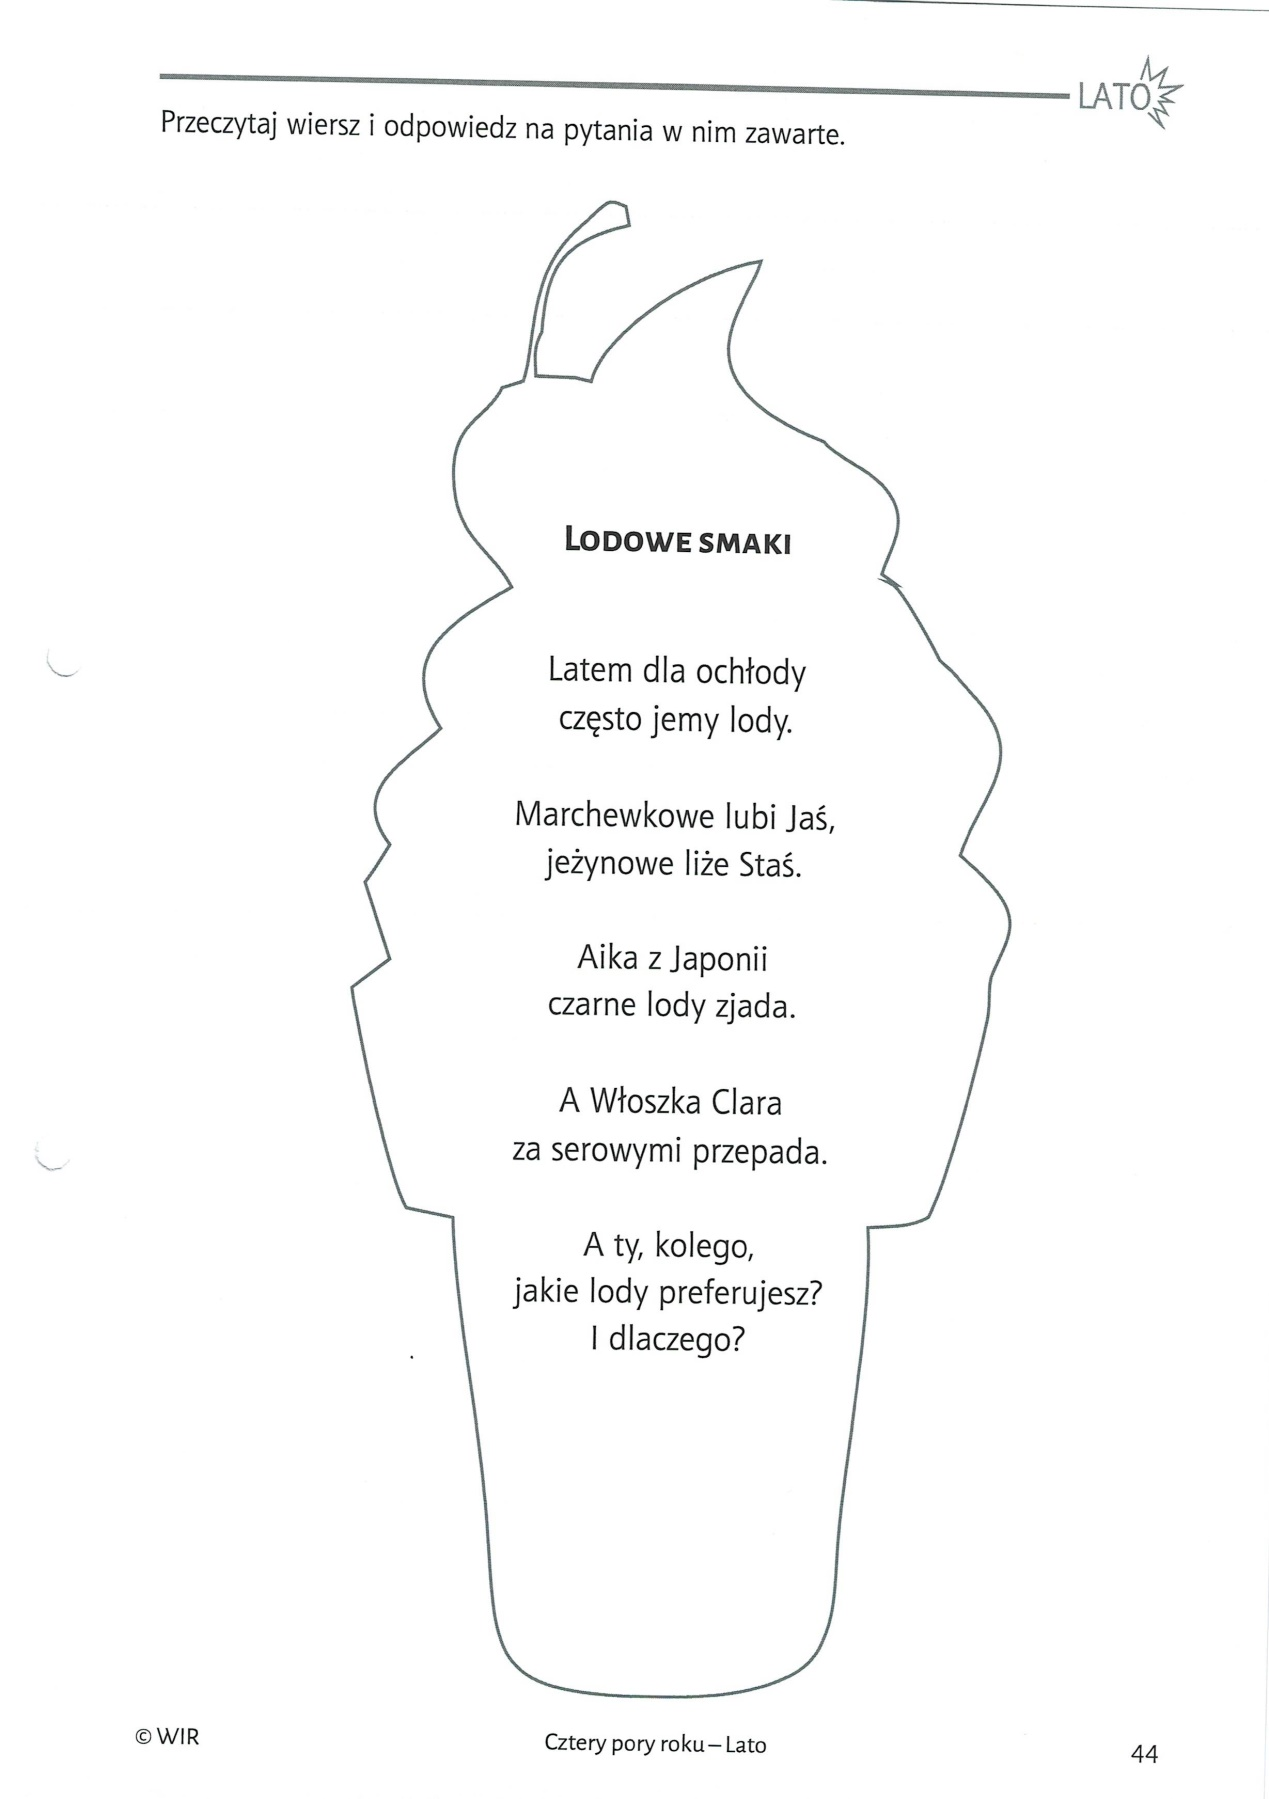 LATO
Przeczytaj wiersz i odpowiedz na pytania w nim zawarte.
LODOWE SMAKI
Latem dla ochłody
często jemy lody.
Marchewkowe lubi Jaś,
jeżynowe liże Staś.
Aika z Japonii
czarne lody zjada.
A Włoszka Clara
za serowymi przepada.
A ty, kolego,
jakie lody preferujesz?
I dlaczego?
© WIR
Cztery pory roku – Lato
44